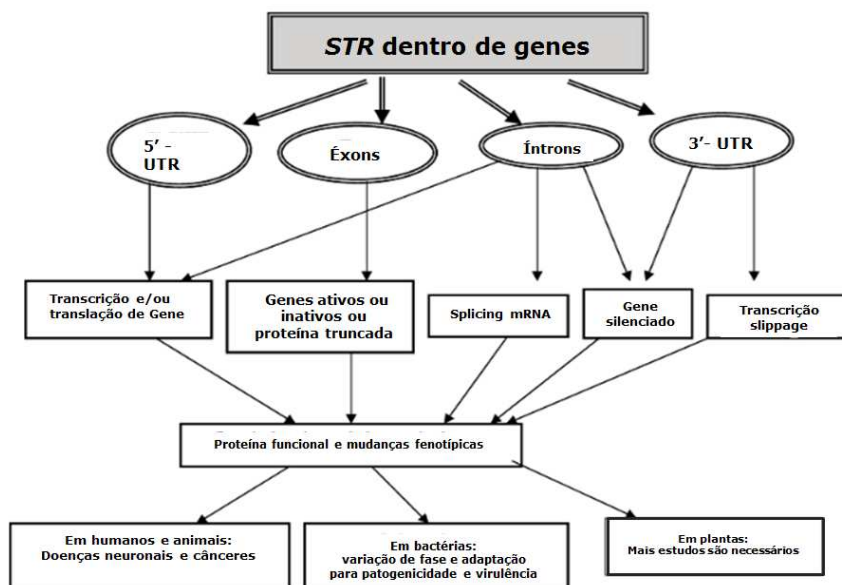 STR dentro de genes
5' -
UTR
Éxons
Íntrons
3'- UTR
Transcrição e/ou
translação de Gene
Genes ativos ou
inativos ou
proteína truncada
Splicing mRNA
Gene
silenciado
Transcrição
slippage
Proteína funcional e mudanças fenotípicas
Em humanos e animais:
Doenças neuronais e cânceres
Em bactérias:
variação de fase e adaptação
para patogenicidade e virulência
Em plantas:
Mais estudos são necessários